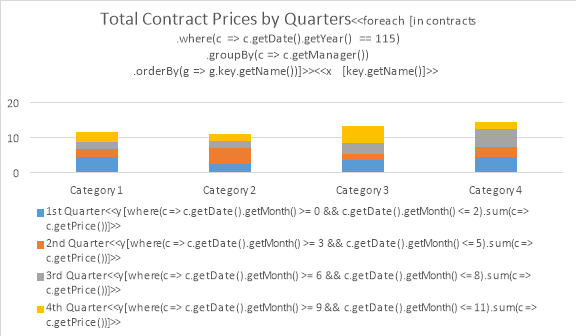 Total Contract Prices by Quarters<<foreach [in contracts
.where(c => c.getDate().getYear() == 115)
.groupBy(c => c.getManager())
.orderBy(g => g.key.getName())]>><<x [key.getName()]>>
20
10
0
Category 1 Category 2 Category 3 Category 4
1st Quarter<<y [where(c => c.getDate().getMonth() >= 0 && c.getDate().getMonth() <= 2).sum(c =>
c.getPrice())]>>
2nd Quarter<<y [where(c => c.getDate().getMonth() >= 3 && c.getDate().getMonth() <= 5).sum(c =>
c.getPrice())]>>
3rd Quarter<<y [where(c => c.getDate().getMonth() >= 6 && c.getDate().getMonth() <= 8).sum(c =>
c.getPrice())]>>
4th Quarter<<y [where(c => c.getDate().getMonth() >= 9 && c.getDate().getMonth() <= 11).sum(c =>
c.getPrice())]>>